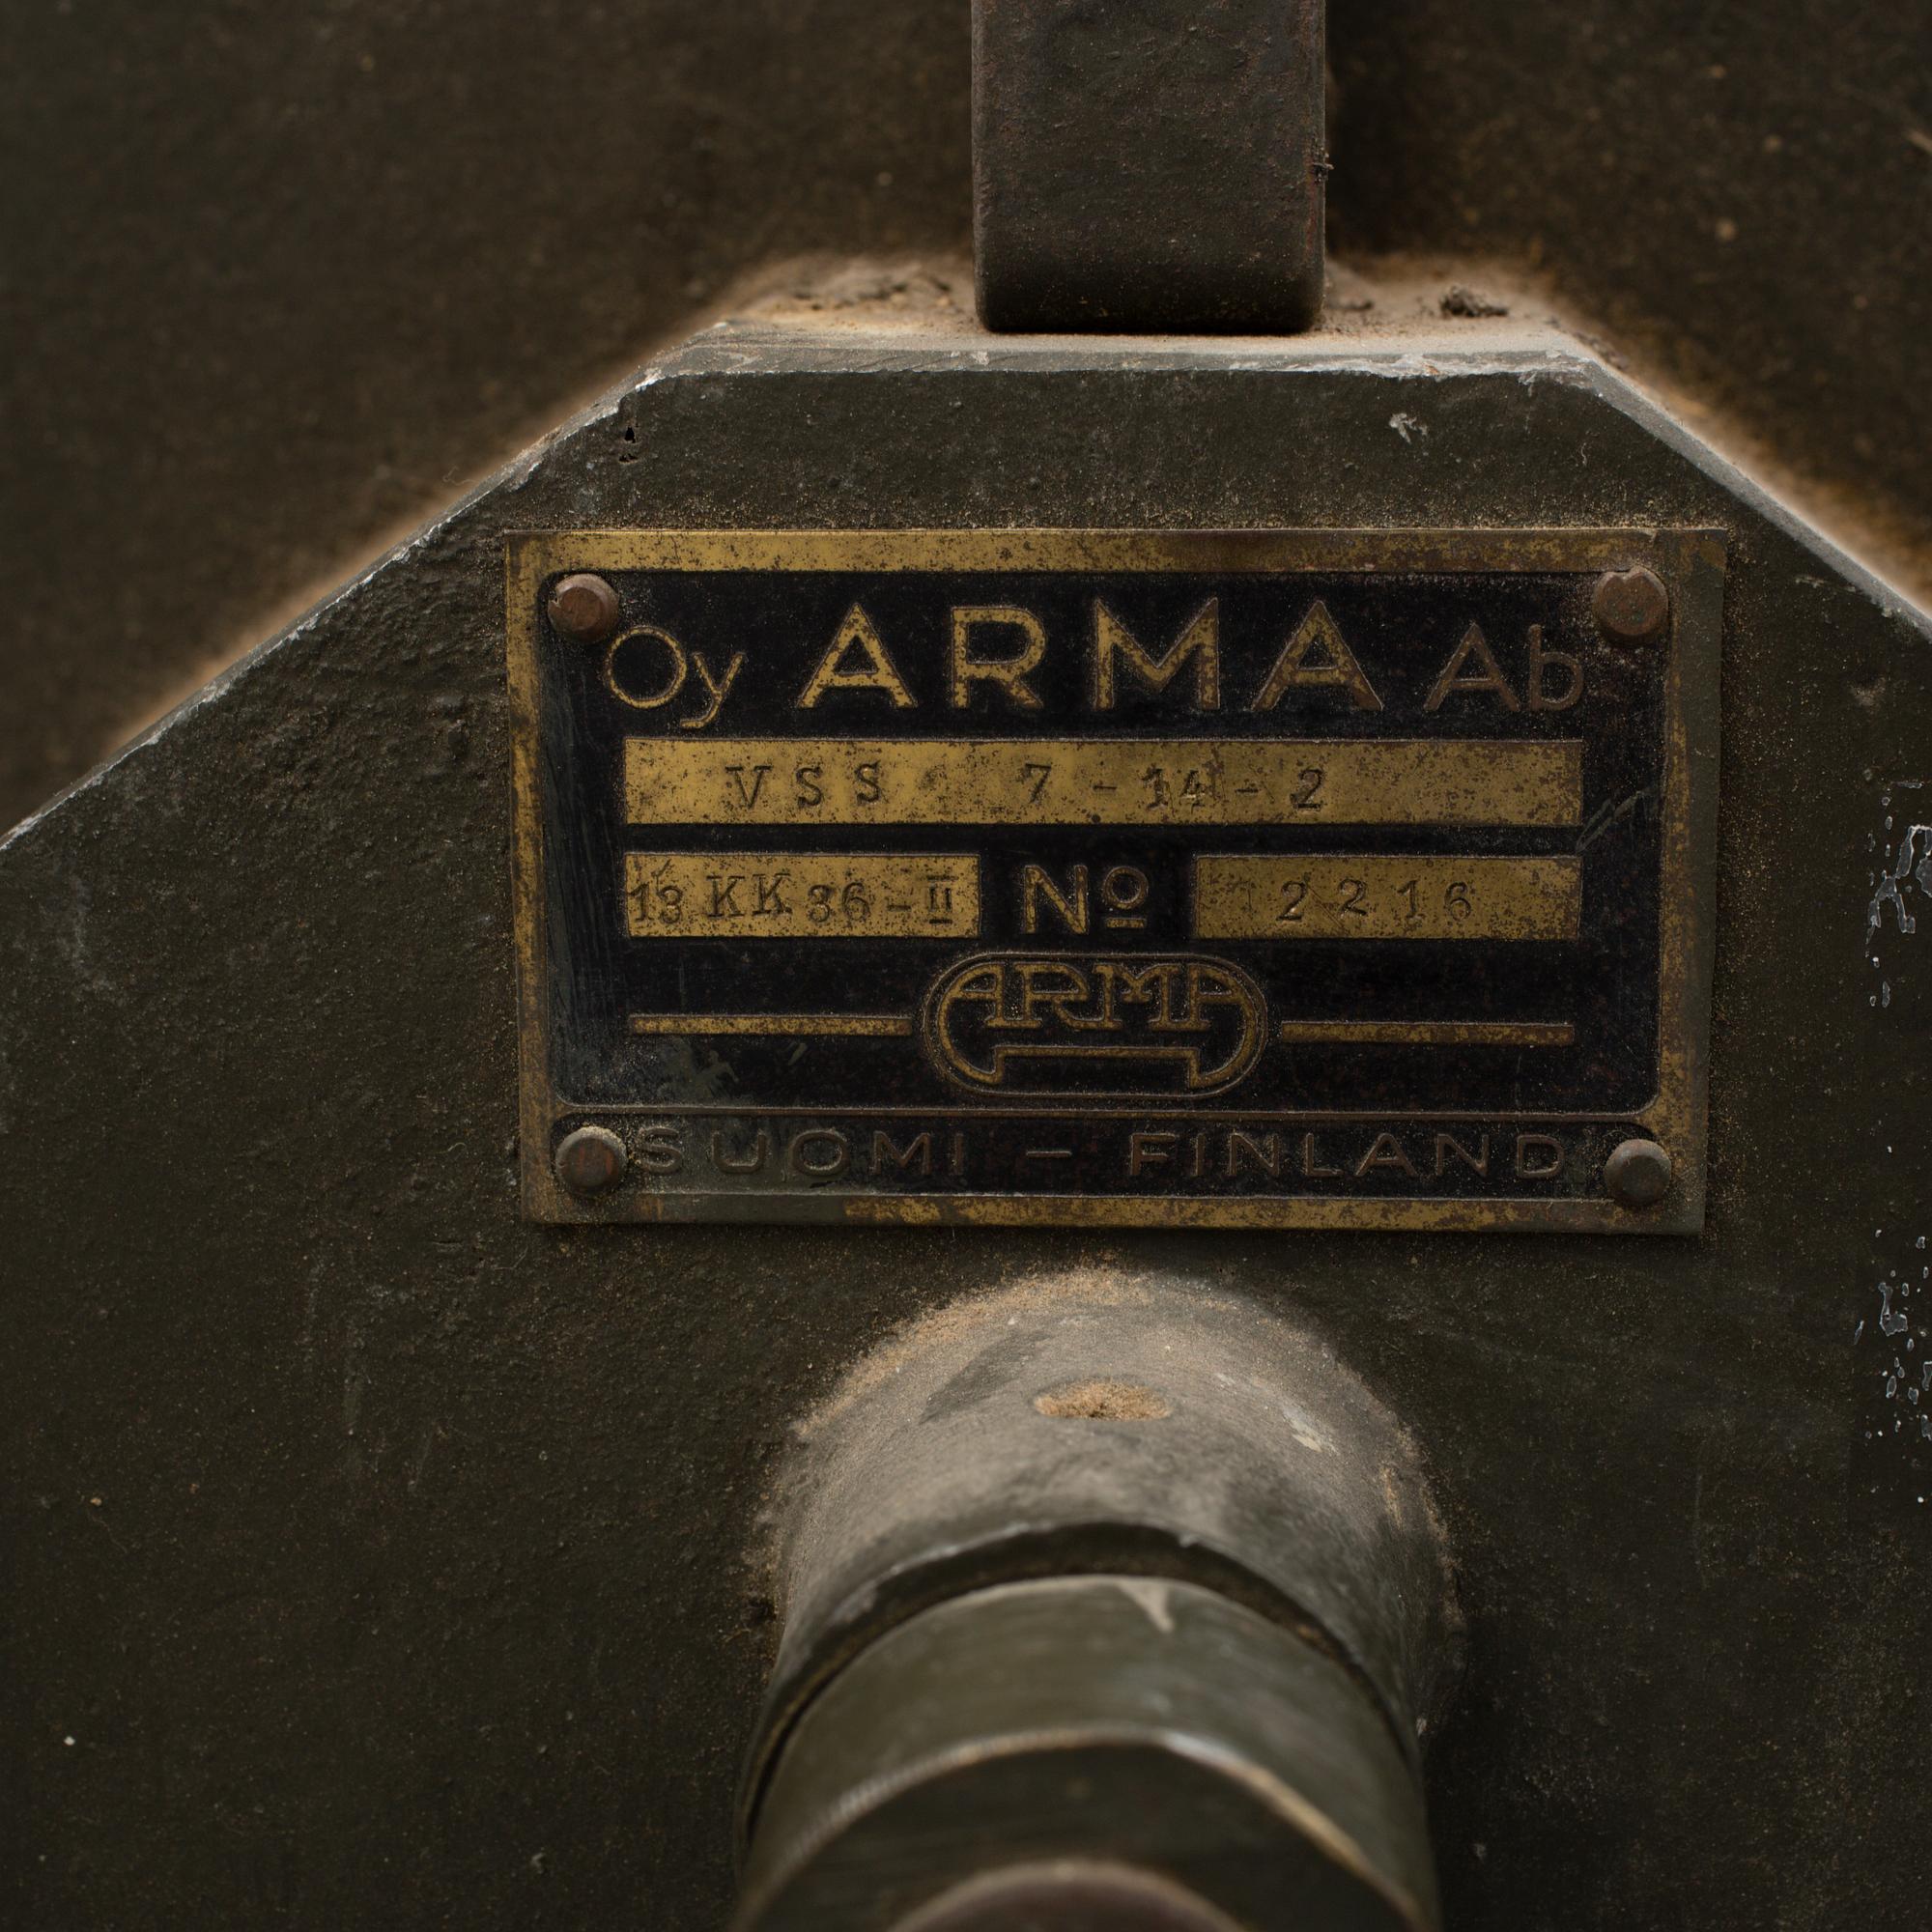 Oy ARMA Ab
VSS 7-14-2
13 KK 36-II No 2216
ARMA
SUOMI - FINLAND